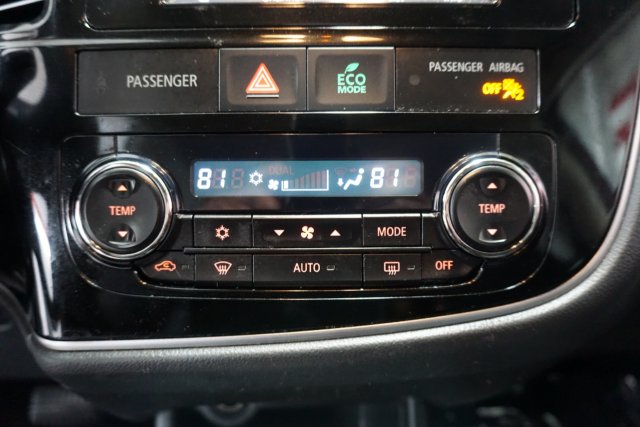 PASSENGER
ECO
MODE
PASSENGER AIRBAG
OFF
81 DUAL 81
TEMP
TEMP
MODE
AUTO
OFF